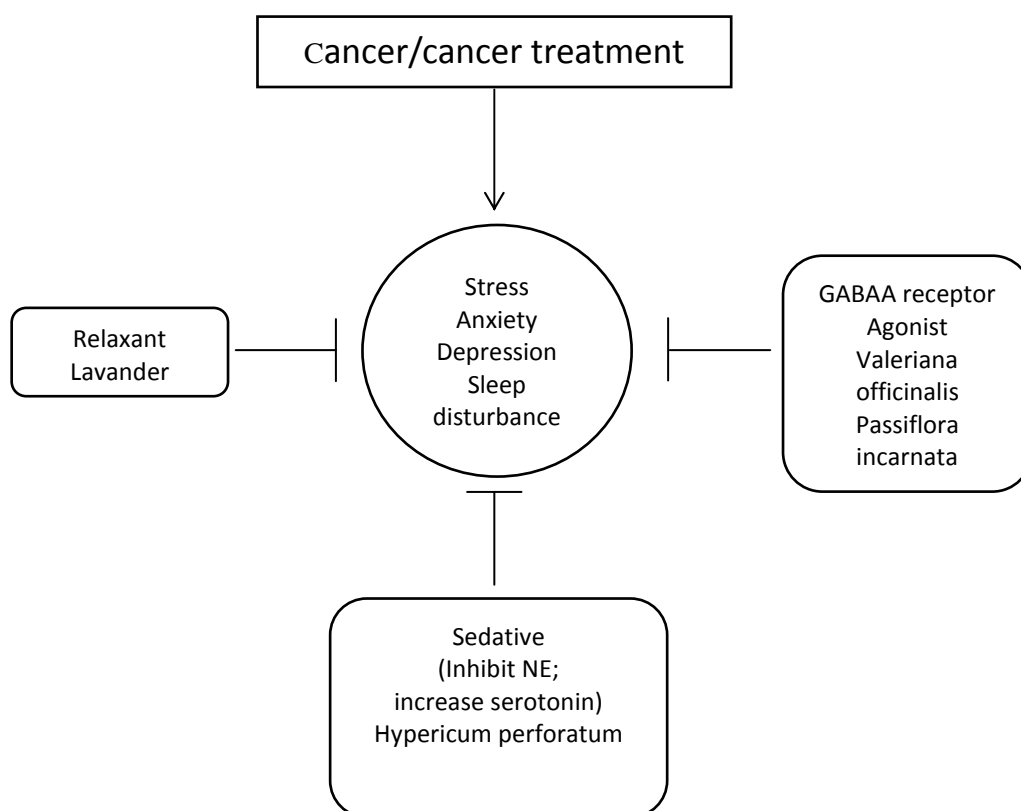 Cancer/cancer treatment
Stress
Anxiety
Depression
Sleep
disturbance
Relaxant
Lavander
GABAA receptor
Agonist
Valeriana
officinalis
Passiflora
incarnata
Sedative
(Inhibit NE;
increase serotonin)
Hypericum perforatum